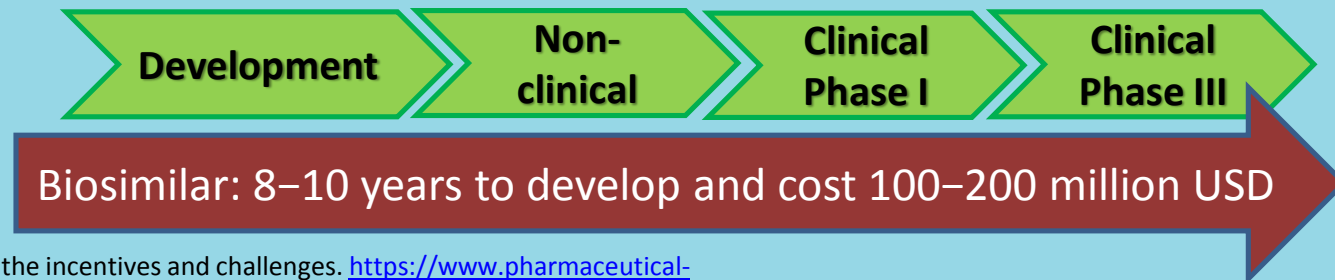 Development
Non-
clinical
Clinical
Phase I
Clinical
Phase III
Biosimilar: 8–10 years to develop and cost 100–200 million USD
the incentives and challenges. https://www.pharmaceutical-